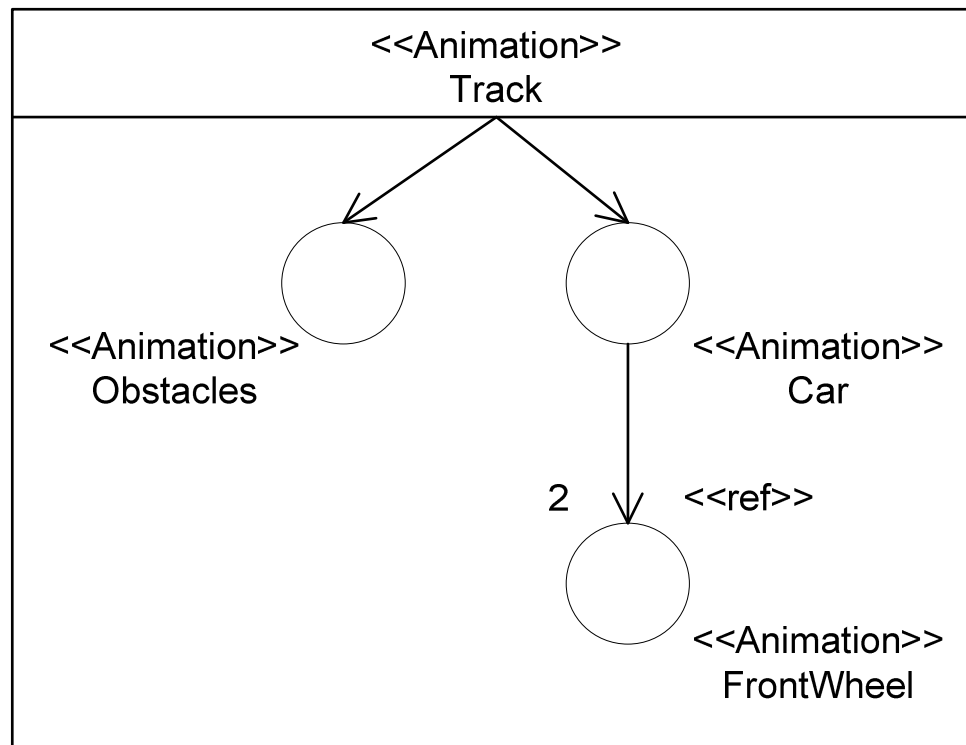 <<Animation>>
Track
<<Animation>>
Obstacles
<<Animation>>
Car
2
<<ref>>
<<Animation>>
FrontWheel